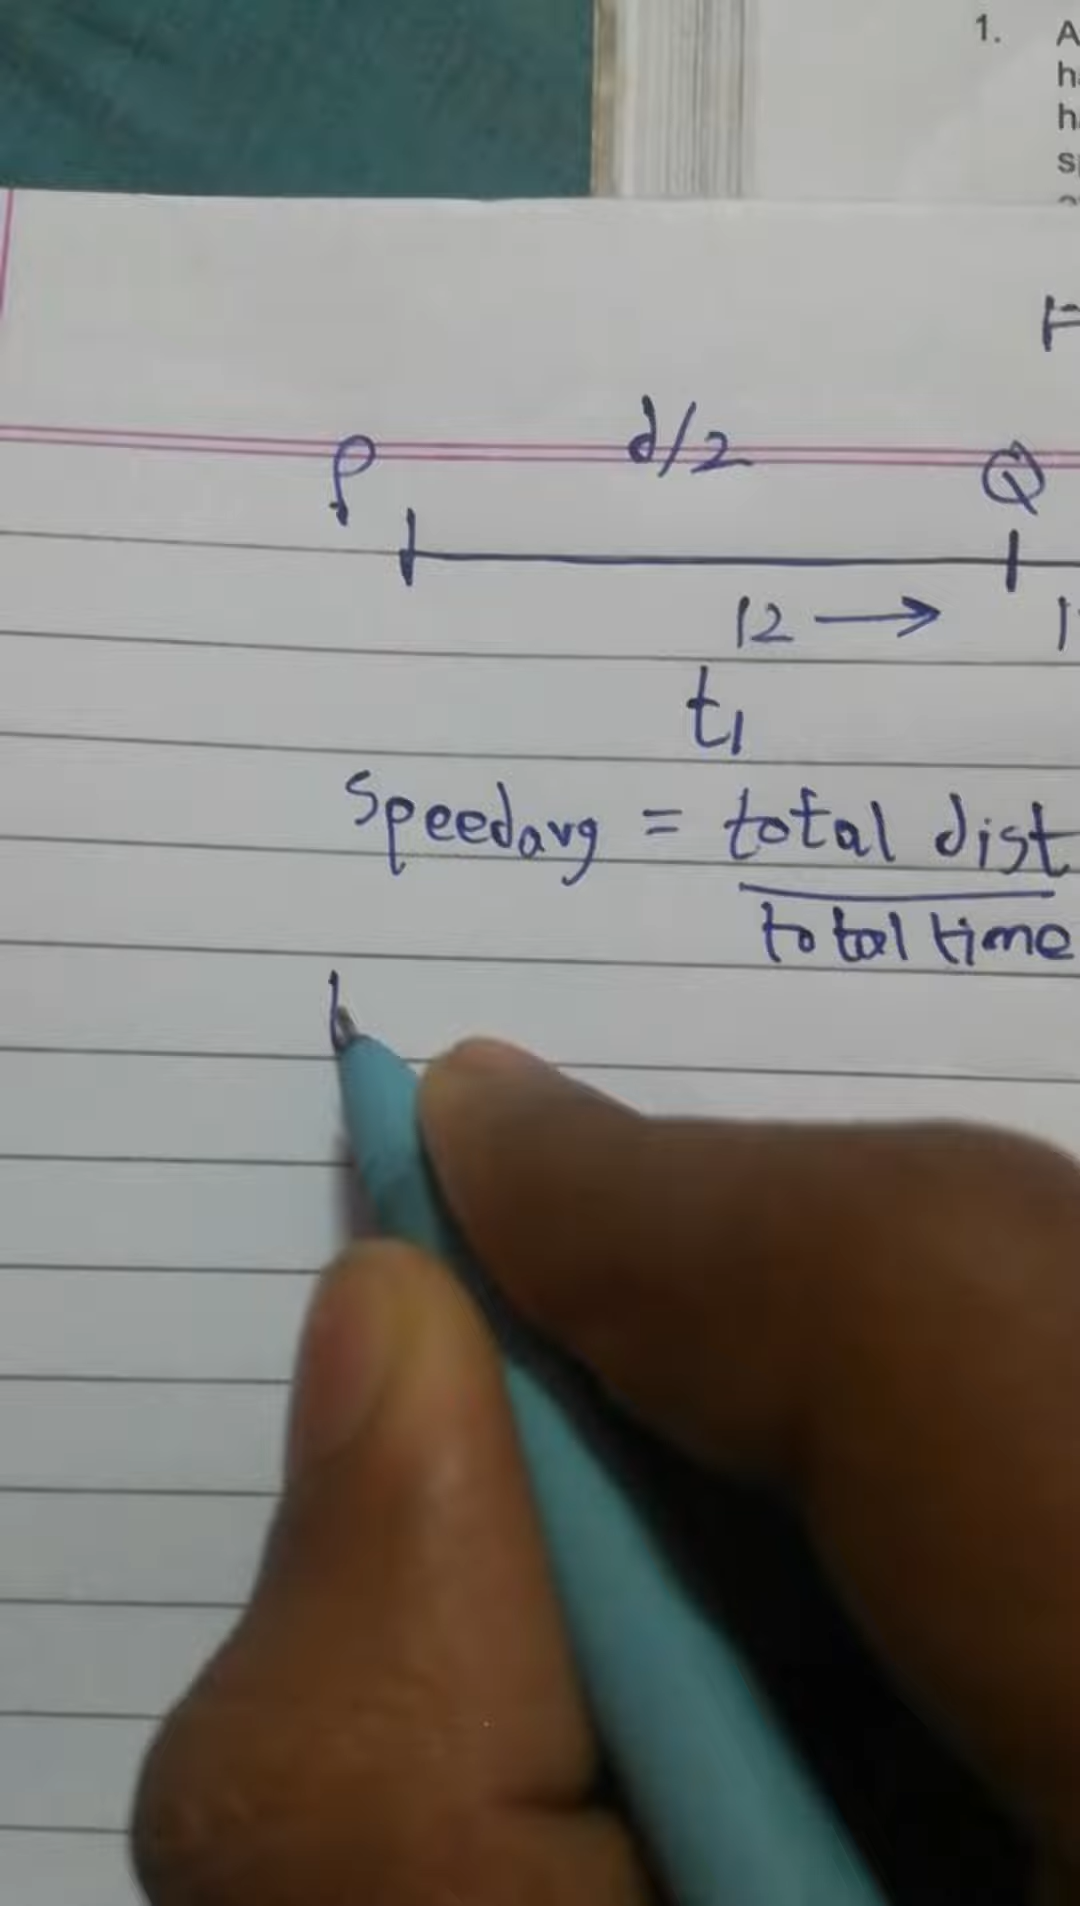 1. A
P d/2 Q
12 →
t₁
Speedavg = total dist
total time